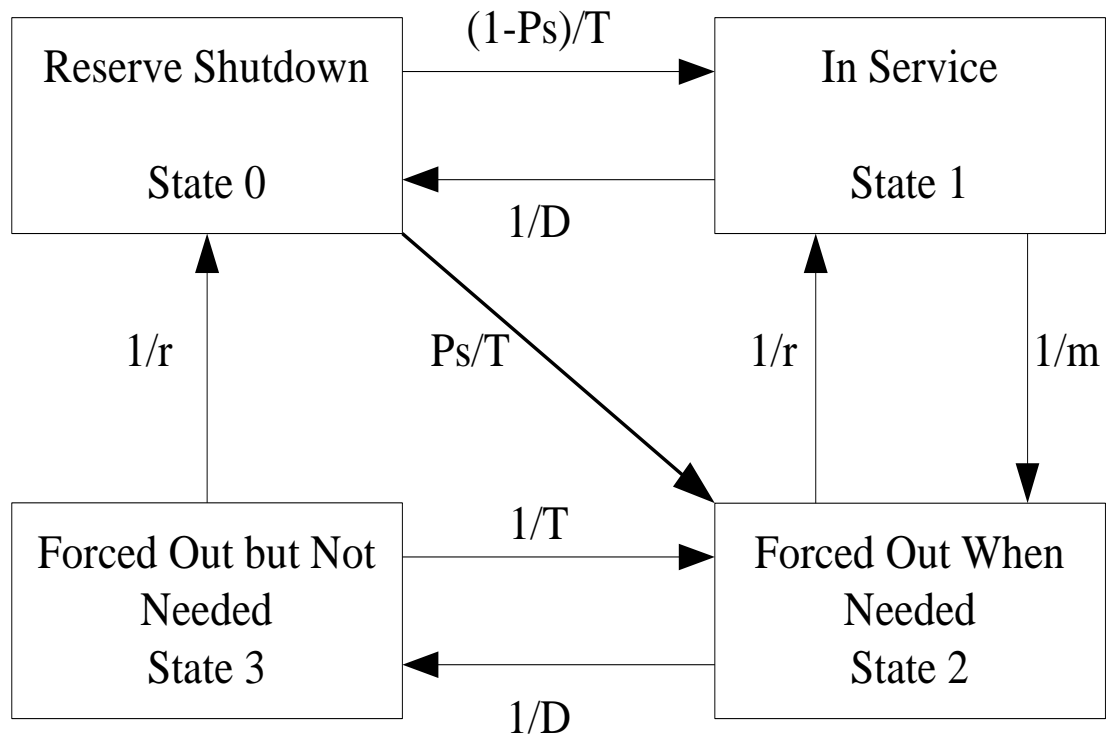 (1-Ps)/T
Reserve Shutdown
In Service
State 0
State 1
1/D
1/r
Ps/T
1/r
1/m
1/T
Forced Out but Not
Needed
State 3
Forced Out When
Needed
State 2
1/D